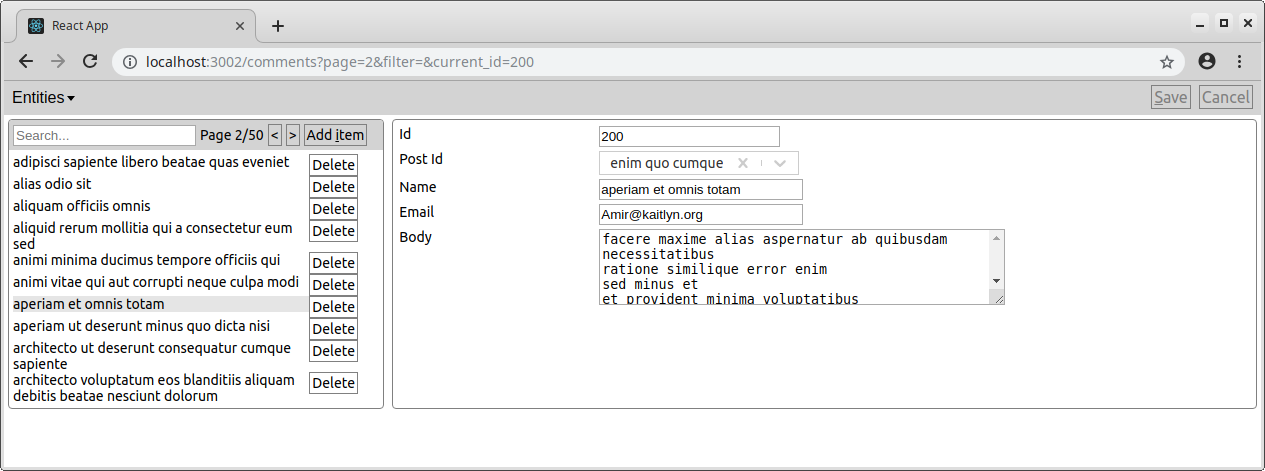 React App
localhost:3002/comments?page=2&filter=&current_id=200
Entities
Save Cancel
Search... Page 2/50 < > Add item
adipisci sapiente libero beatae quas eveniet Delete
alias odio sit Delete
aliquam officiis omnis Delete
aliquid rerum mollitia qui a consectetur eum Delete
sed
animi minima ducimus tempore officiis qui Delete
animi vitae qui aut corrupti neque culpa modi Delete
aperiam et omnis totam Delete
aperiam ut deserunt minus quo dicta nisi Delete
architecto ut deserunt consequatur cumque Delete
sapiente
architecto voluptatum eos blanditiis aliquam Delete
debitis beatae nesciunt dolorum
Id 200
Post Id enim quo cumque
Name aperiam et omnis totam
Email Amir@kaitlyn.org
Body facere maxime alias aspernatur ab quibusdam
necessitatibus
ratione similique error enim
sed minus et
et provident minima voluptatibus